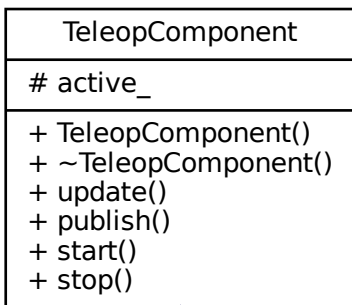 TeleopComponent
# active_
+ TeleopComponent()
+ ~TeleopComponent()
+ update()
+ publish()
+ start()
+ stop()